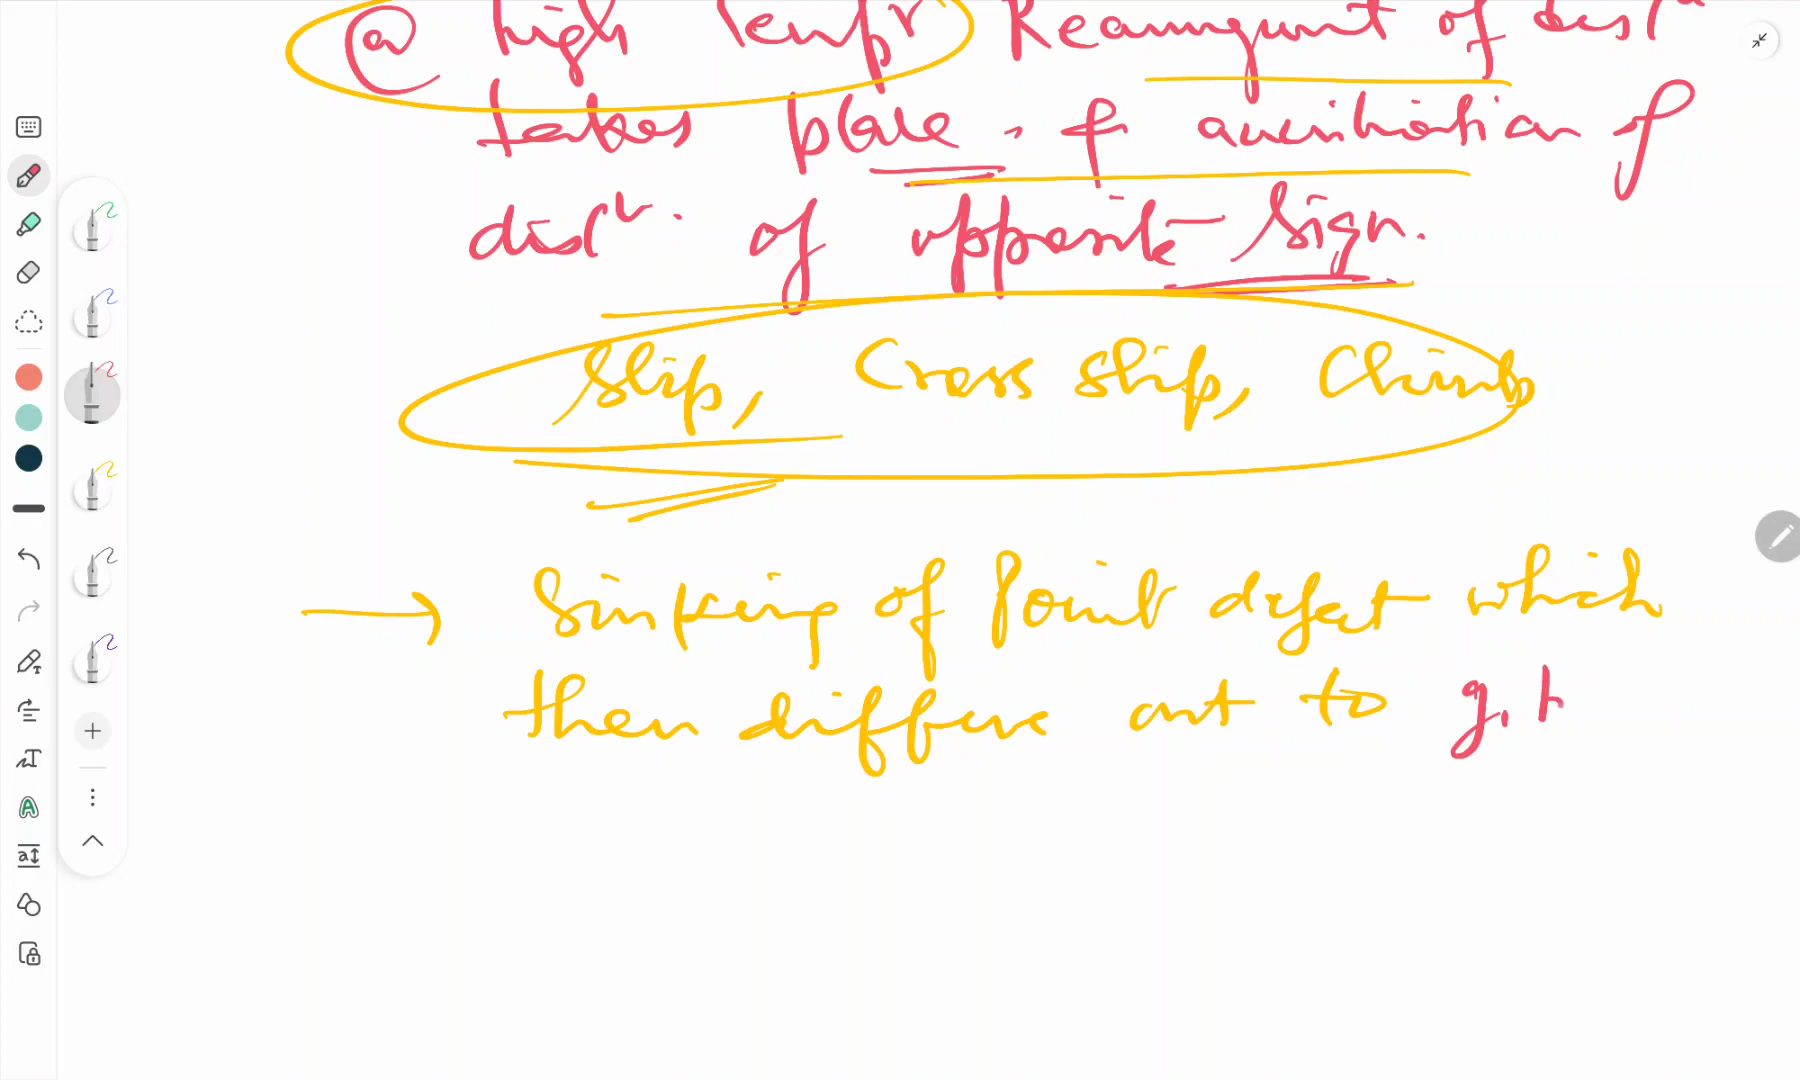 @ high temp^r Rearrangement of disl^n
takes place. & annihilation of
disl^n. of opposite sign.
Slip, Cross slip, Climb
→ Sinking of Point defect which
then diffuse out to g.b